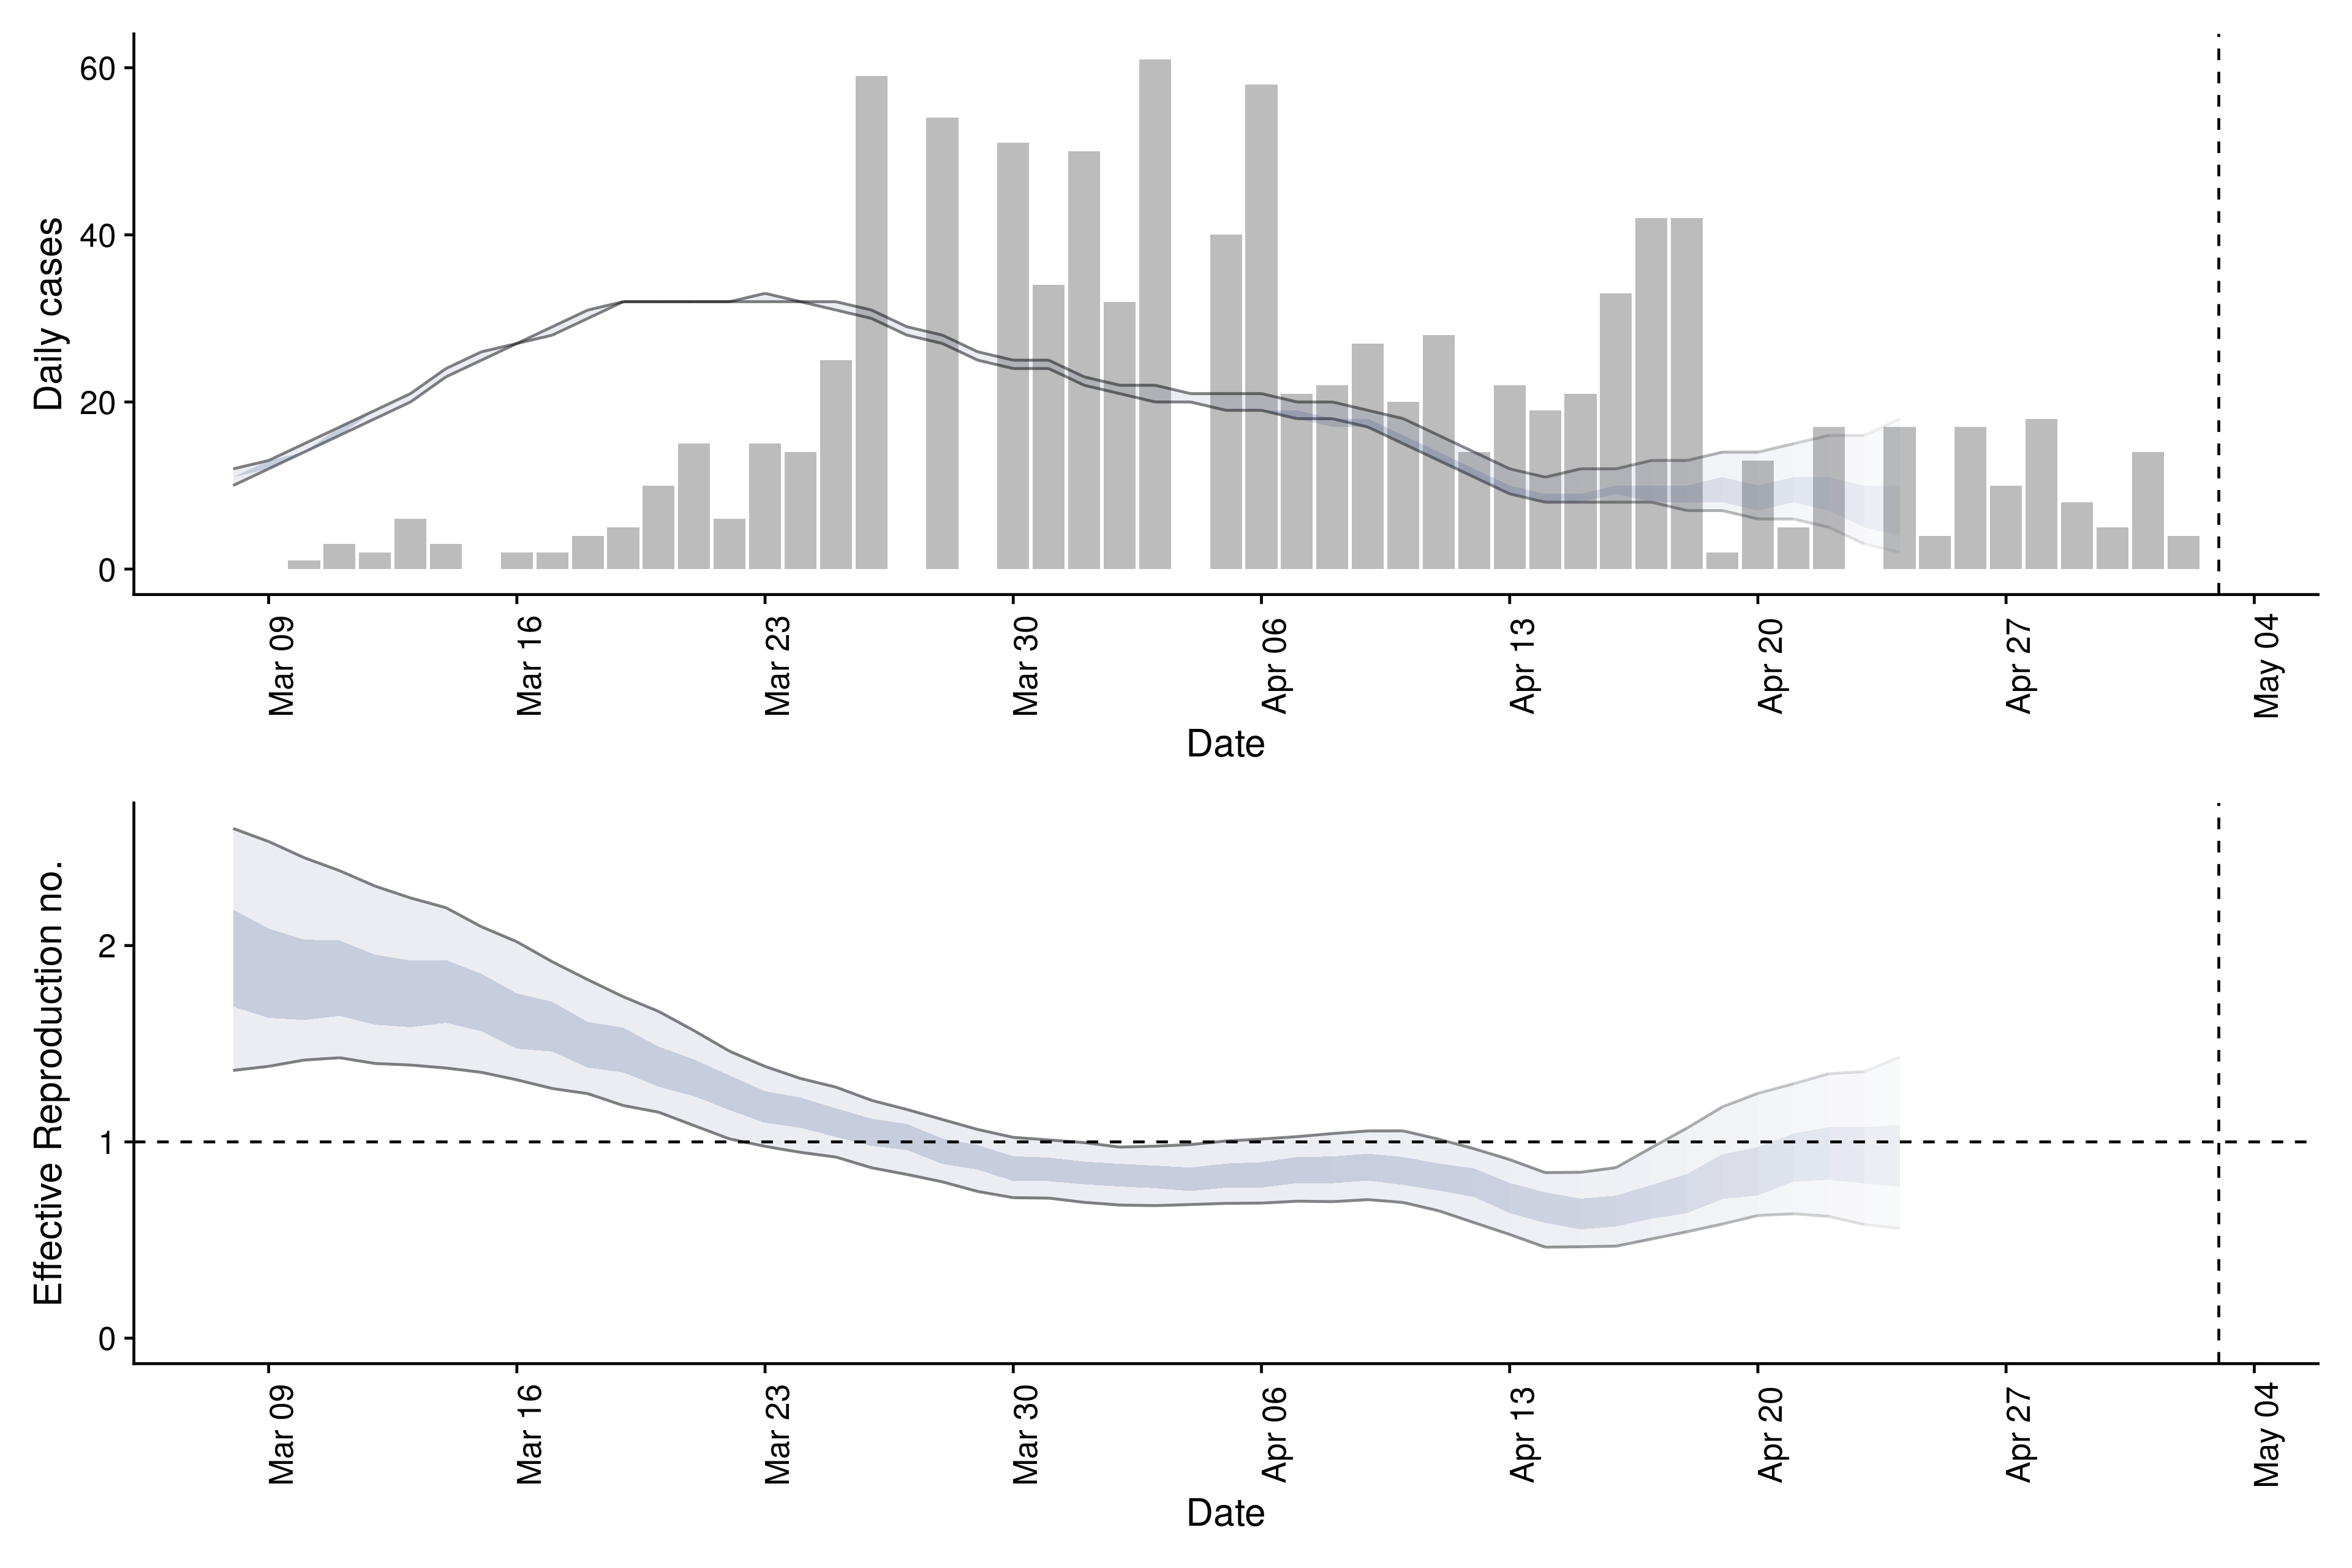 Daily cases
60
40
20
0
Mar 09
Mar 16
Mar 23
Mar 30
Apr 06
Apr 13
Apr 20
Apr 27
May 04
Date
Effective Reproduction no.
2
1
0
Mar 09
Mar 16
Mar 23
Mar 30
Apr 06
Apr 13
Apr 20
Apr 27
May 04
Date